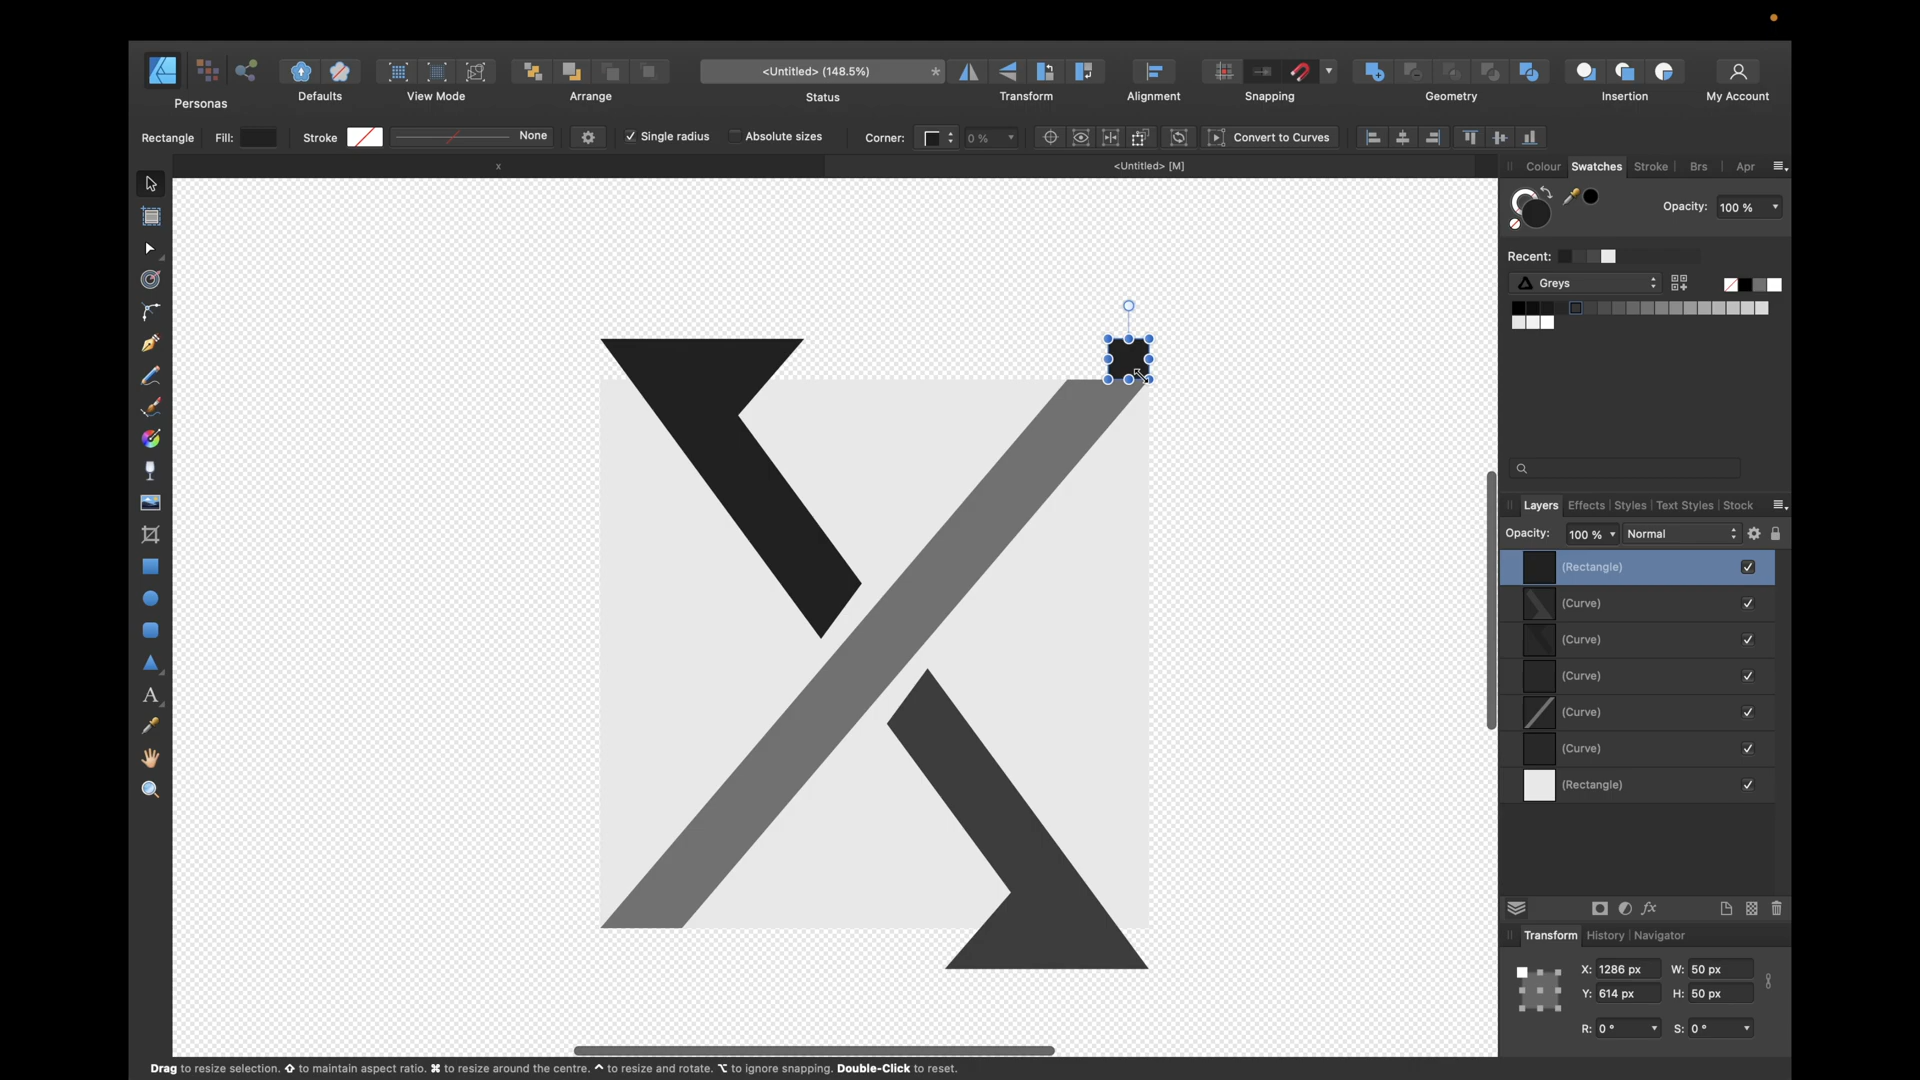 <Untitled> (148.5%)
*
Personas
Defaults
View Mode
Arrange
Status
Transform
Alignment
Snapping
Geometry
Insertion
My Account
Rectangle
Fill:
Stroke
None
Single radius
Absolute sizes
Corner:
0 %
Convert to Curves
x
<Untitled> [M]
Colour
Swatches
Stroke
Brs
Apr
Opacity:
100 %
Recent:
Greys
Layers
Effects
Styles
Text Styles
Stock
Opacity:
100 %
Normal
(Rectangle)
(Curve)
(Curve)
(Curve)
(Curve)
(Curve)
(Rectangle)
fx
Transform
History
Navigator
X: 1286 px
W: 50 px
Y: 614 px
H: 50 px
R: 0 °
S: 0 °
Drag to resize selection. ⇧ to maintain aspect ratio. ⌘ to resize around the centre. ^ to resize and rotate. ⌥ to ignore snapping. Double-Click to reset.